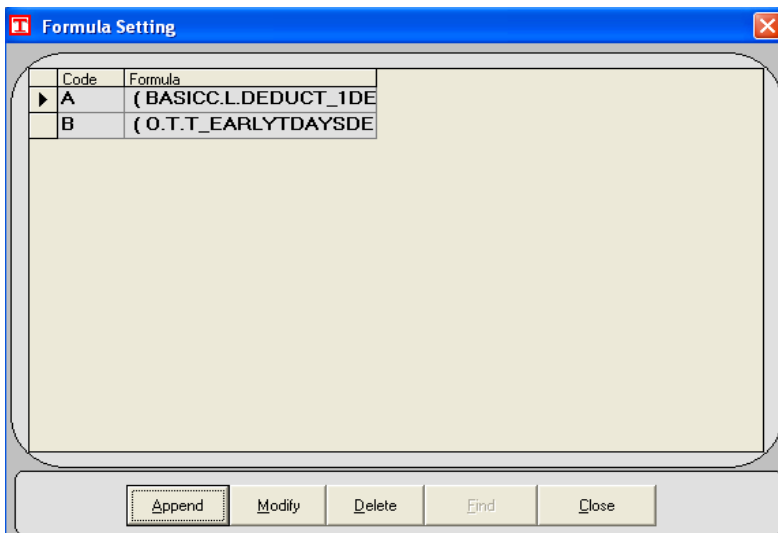 Formula Setting
Code Formula
A ( BASICC.L.DEDUCT_1DE
B ( O.T.T_EARLYTDAYSDE
Append Modify Delete Find Close